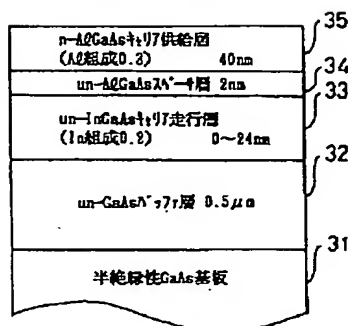 35
n-AlGaAsキャリア供給層
(Al組成0.3) 40nm
34
un-AlGaAsスペーサ層 2nm
33
un-InGaAsキャリア走行層
(In組成0.2) 0～24nm
32
un-GaAsバッファ層 0.5μm
31
半絶縁性GaAs基板